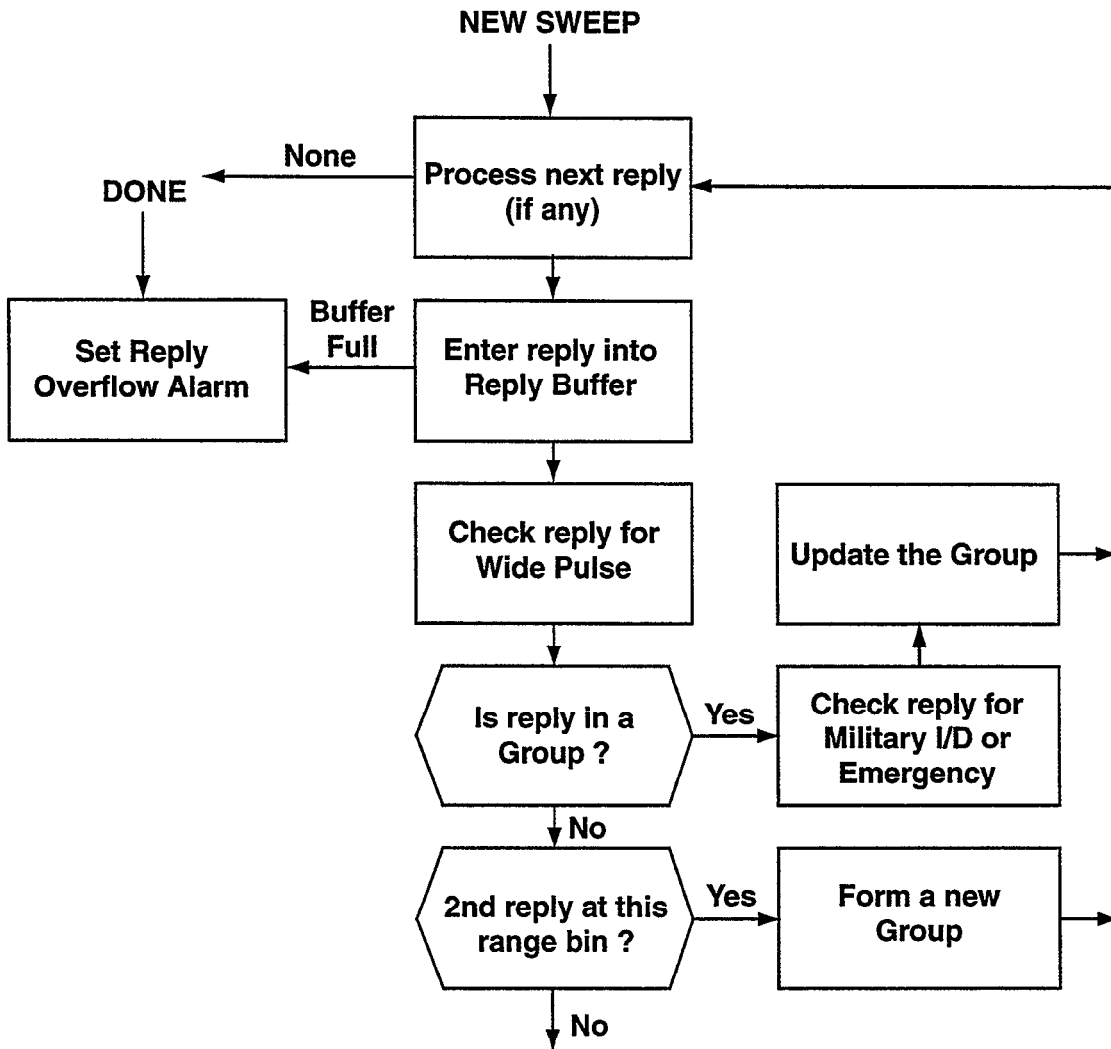 NEW SWEEP
None
Process next reply
(if any)
DONE
Buffer
Full
Set Reply
Overflow Alarm
Enter reply into
Reply Buffer
Check reply for
Wide Pulse
Update the Group
Is reply in a
Group ?
Yes
Check reply for
Military I/D or
Emergency
No
2nd reply at this
range bin ?
Yes
Form a new
Group
No